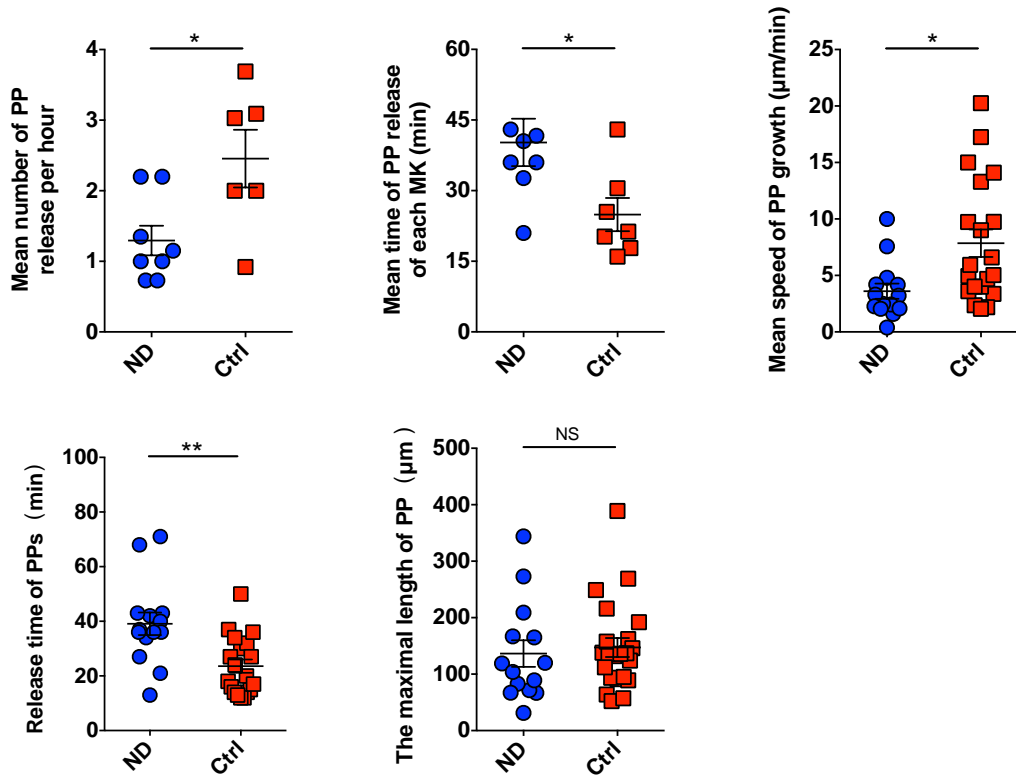 Mean number of PP
release per hour
*
4
3
2
1
0
ND
Ctrl
Mean time of PP release
of each MK (min)
*
60
45
30
15
0
ND
Ctrl
Mean speed of PP growth (μm/min)
*
25
20
15
10
5
0
ND
Ctrl
Release time of PPs（min）
**
100
80
60
40
20
0
ND
Ctrl
The maximal length of PP（μm）
NS
500
400
300
200
100
0
ND
Ctrl